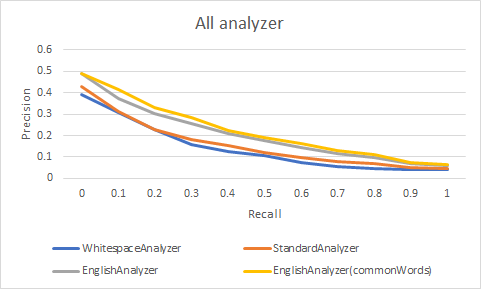 All analyzer
0.6
0.5
0.4
0.3
0.2
0.1
0
Precision
0 0.1 0.2 0.3 0.4 0.5 0.6 0.7 0.8 0.9 1
Recall
WhitespaceAnalyzer StandardAnalyzer
EnglishAnalyzer EnglishAnalyzer(commonWords)